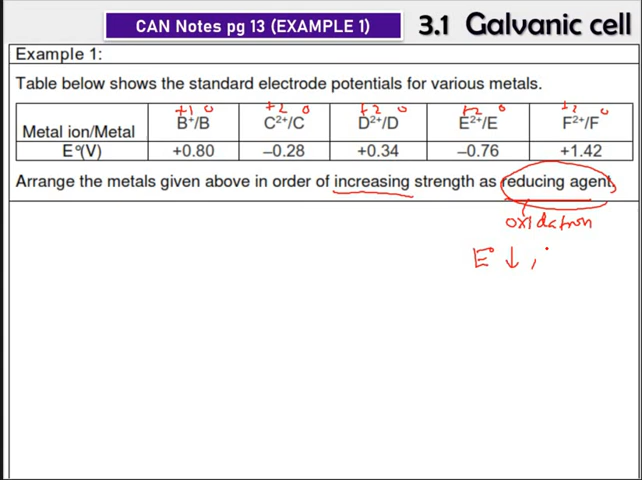 CAN Notes pg 13 (EXAMPLE 1)
3.1 Galvanic cell
Example 1:
Table below shows the standard electrode potentials for various metals.
+1 0 +2 0 +2 0 +2 0 +2 0
Metal ion/Metal B⁺/B C²⁺/C D²⁺/D E²⁺/E F²⁺/F
E°(V) +0.80 –0.28 +0.34 –0.76 +1.42
Arrange the metals given above in order of increasing strength as reducing agent.
oxidation
E° ↓ ,